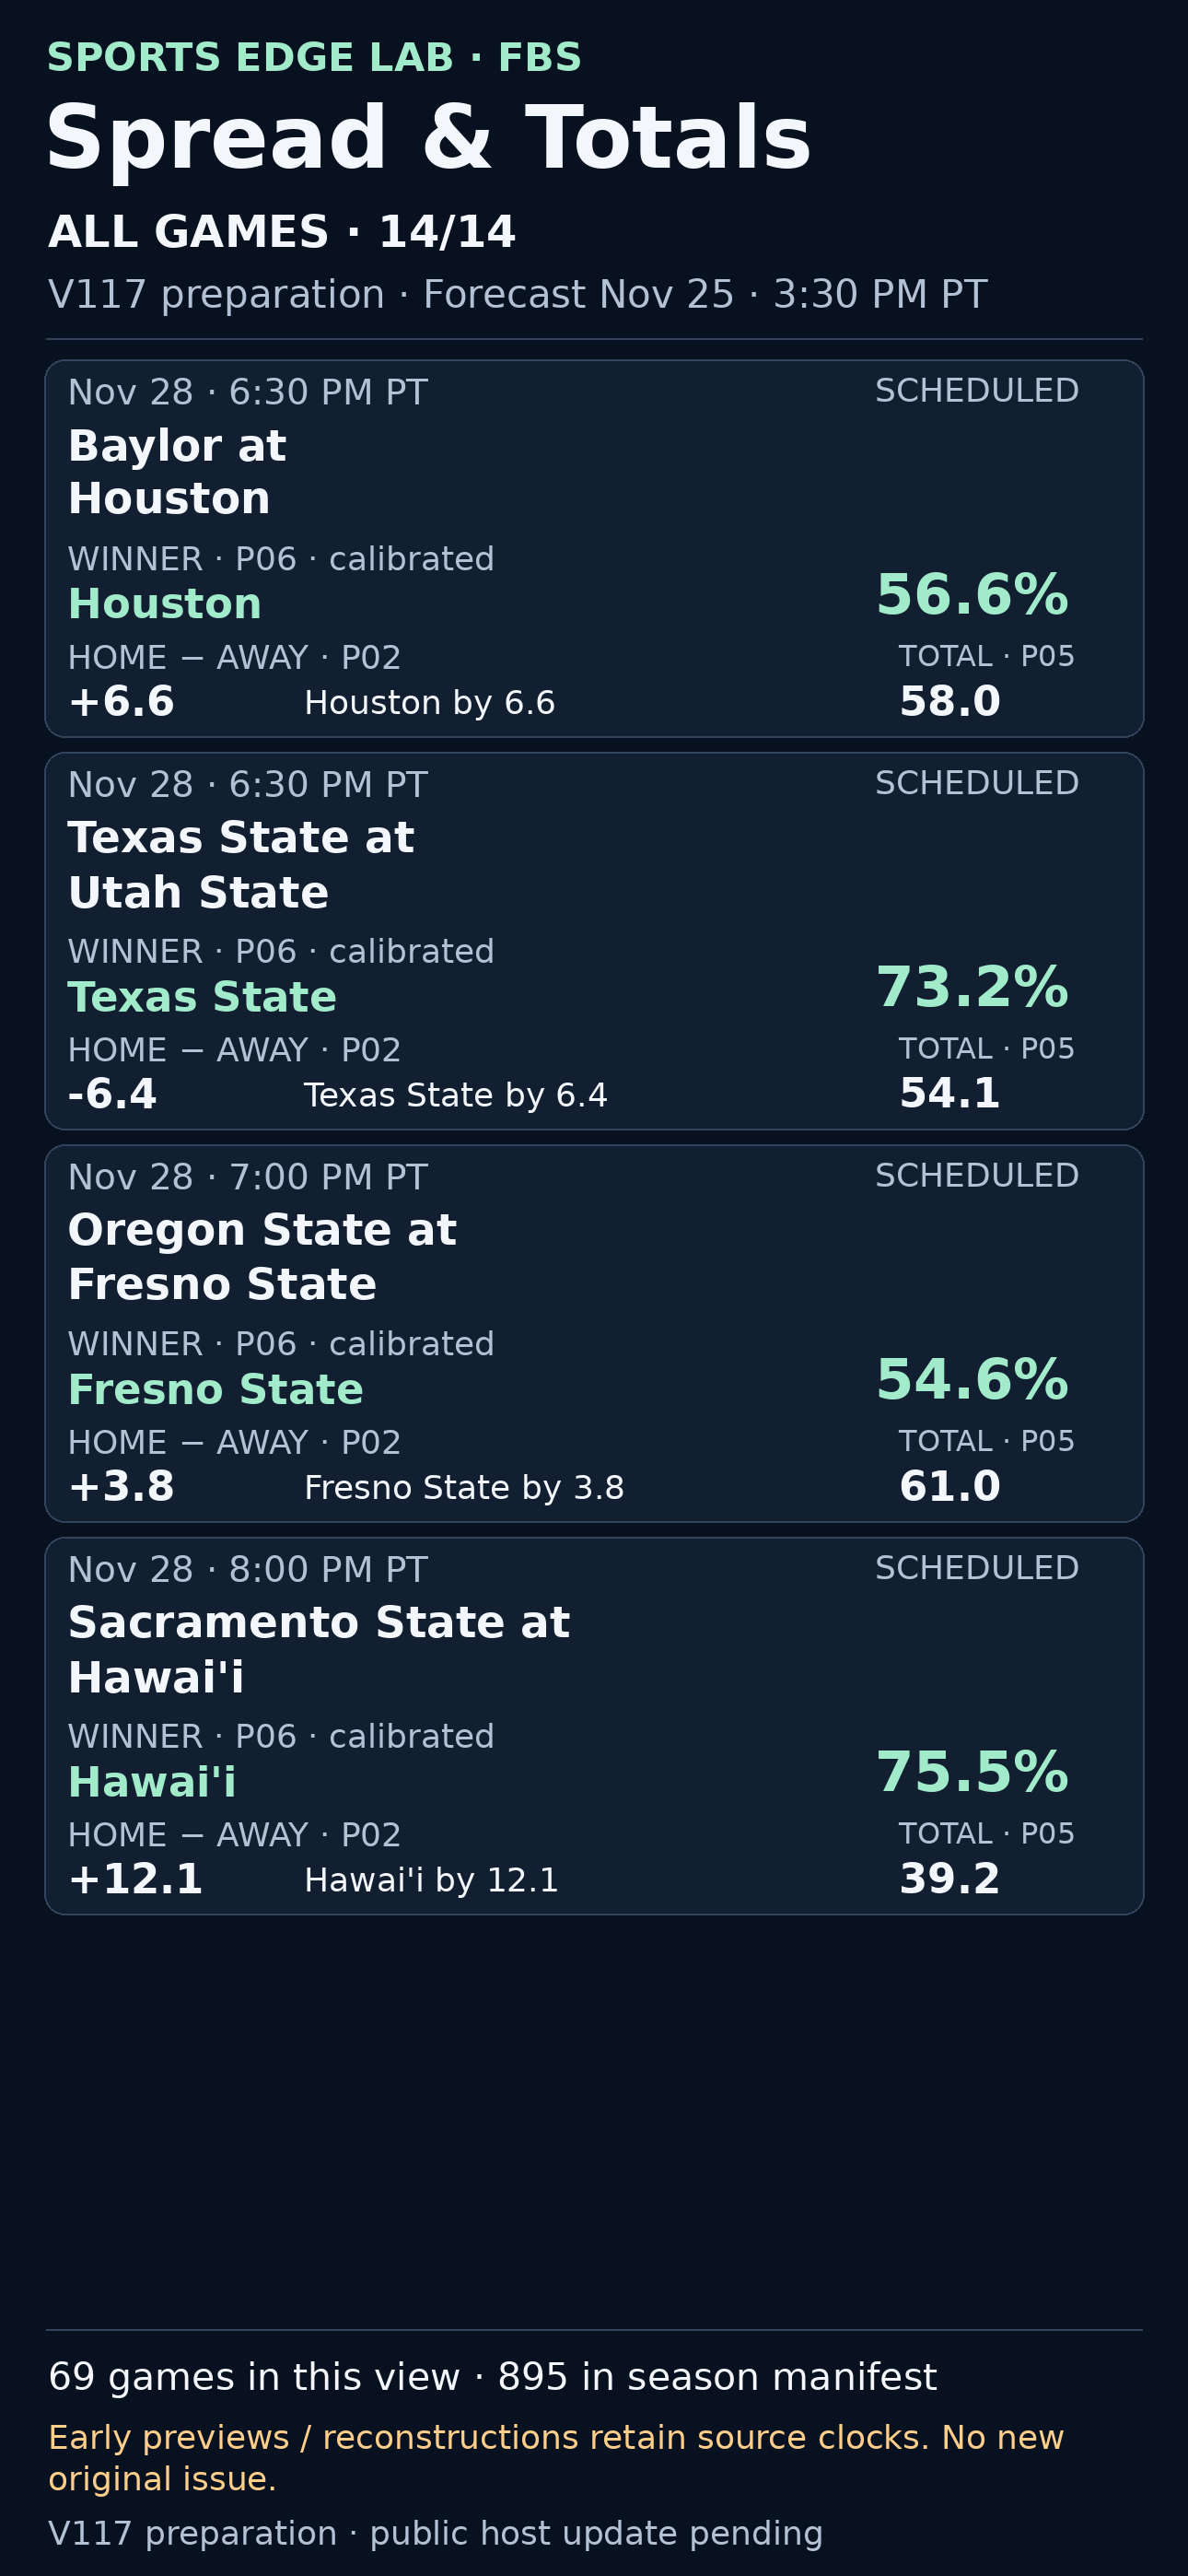 SPORTS EDGE LAB · FBS
Spread & Totals
ALL GAMES · 14/14
V117 preparation · Forecast Nov 25 · 3:30 PM PT
Nov 28 · 6:30 PM PT SCHEDULED
Baylor at
Houston
WINNER · P06 · calibrated
Houston 56.6%
HOME − AWAY · P02 TOTAL · P05
+6.6 Houston by 6.6 58.0
Nov 28 · 6:30 PM PT SCHEDULED
Texas State at
Utah State
WINNER · P06 · calibrated
Texas State 73.2%
HOME − AWAY · P02 TOTAL · P05
-6.4 Texas State by 6.4 54.1
Nov 28 · 7:00 PM PT SCHEDULED
Oregon State at
Fresno State
WINNER · P06 · calibrated
Fresno State 54.6%
HOME − AWAY · P02 TOTAL · P05
+3.8 Fresno State by 3.8 61.0
Nov 28 · 8:00 PM PT SCHEDULED
Sacramento State at
Hawai'i
WINNER · P06 · calibrated
Hawai'i 75.5%
HOME − AWAY · P02 TOTAL · P05
+12.1 Hawai'i by 12.1 39.2
69 games in this view · 895 in season manifest
Early previews / reconstructions retain source clocks. No new
original issue.
V117 preparation · public host update pending